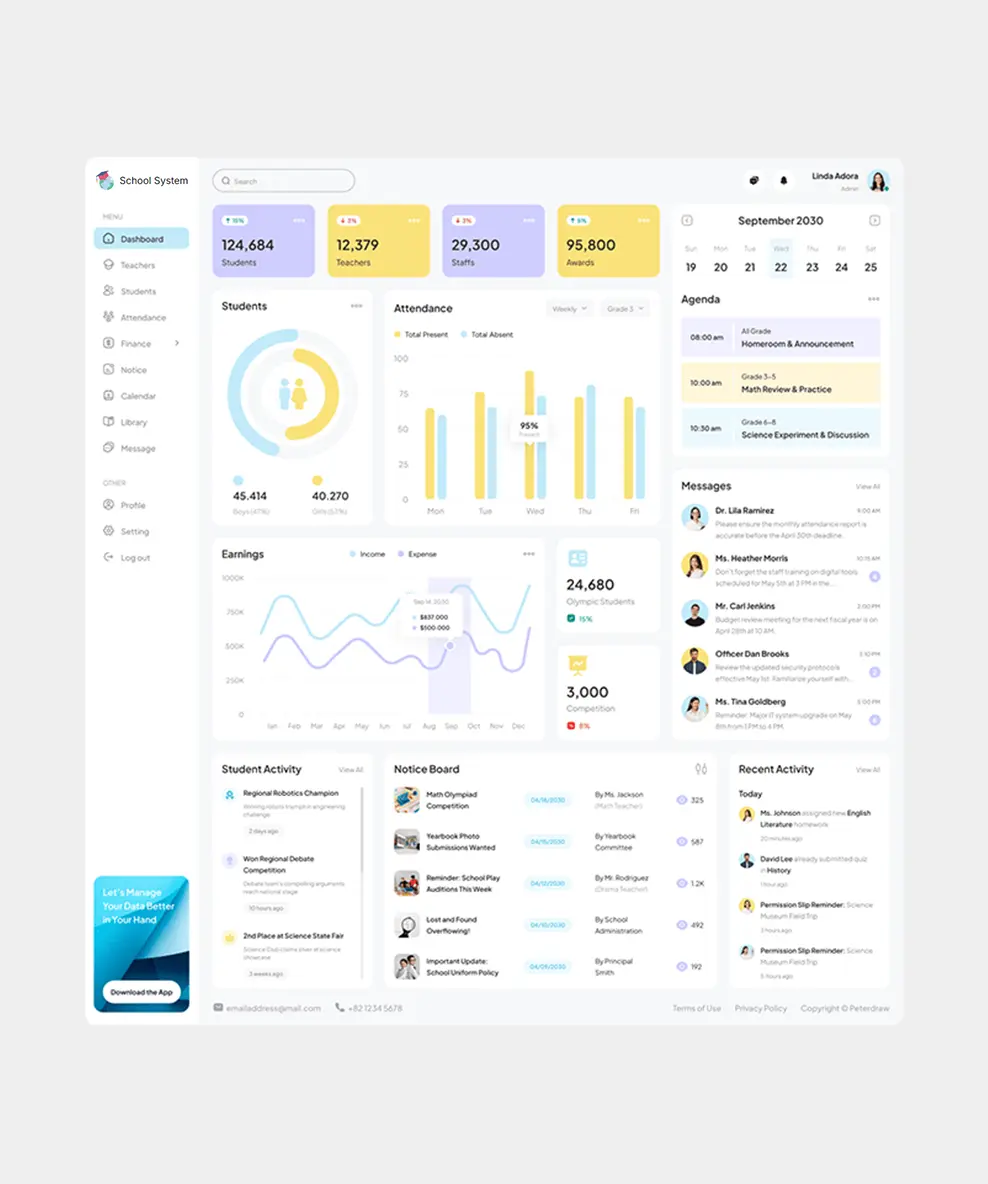 School System
Search
Linda Adora
Admin
MENU
Dashboard
Teachers
Students
Attendance
Finance
Notice
Calendar
Library
Message
OTHER
Profile
Setting
Log out
Let's Manage
Your Data Better
in Your Hand
Download the App
15%
124,684
Students
3%
12,379
Teachers
3%
29,300
Staffs
5%
95,800
Awards
Students
45.414
40.270
Boys (47%)
Attendance
Weekly
Grade 3
Total Present
Total Absent
100
75
50
25
0
95%
Present
Mon
Tue
Wed
Thu
Fri
September 2030
Sun
Mon
Tue
Wed
Thu
Fri
Sat
19
20
21
22
23
24
25
Agenda
08:00 am
All Grade
Homeroom & Announcement
10:00 am
Grade 3-5
Math Review & Practice
10:30 am
Grade 6-8
Science Experiment & Discussion
Earnings
Income
Expense
1000K
750K
500K
250K
0
Sep 14, 2030
$837.000
$500.000
Jan
Feb
Mar
Apr
May
Jun
Jul
Aug
Sep
Oct
Nov
Dec
24,680
Olympic Students
15%
3,000
Competition
8%
Messages
View All
Dr. Lila Ramirez
9:00 AM
Please ensure the monthly attendance report is
accurate before the April 30th deadline.
Ms. Heather Morris
10:15 AM
Don't forget the staff training on digital tools
scheduled for May 5th at 3 PM in the...
Mr. Carl Jenkins
2:00 PM
Budget review meeting for the next fiscal year is on
April 28th at 10 AM.
Officer Dan Brooks
3:10 PM
Review the updated security protocols
effective May 1st. Familiarize yourself with...
Ms. Tina Goldberg
5:00 PM
Reminder: Major IT system upgrade on May
8th from 1 PM to 4 PM.
Student Activity
View All
Regional Robotics Champion
Winning robotics triumph in engineering
challenge
2 days ago
Won Regional Debate
Competition
Debate team's compelling arguments
reach national stage
10 hours ago
2nd Place at Science State Fair
Science Club claims silver at science
showcase
3 weeks ago
Notice Board
Math Olympiad
Competition
04/18/2030
By Ms. Jackson
(Math Teacher)
325
Yearbook Photo
Submissions Wanted
04/15/2030
By Yearbook
Committee
587
Reminder: School Play
Auditions This Week
04/12/2030
By Mr. Rodriguez
(Drama Teacher)
1.2K
Lost and Found
Overflowing!
04/10/2030
By School
Administration
492
Important Update:
School Uniform Policy
04/09/2030
By Principal
Smith
192
Recent Activity
View All
Today
Ms. Johnson assigned new English
Literature homework
20 minutes ago
David Lee already submitted quiz
in History
1 hour ago
Permission Slip Reminder: Science
Museum Field Trip
3 hours ago
Permission Slip Reminder: Science
Museum Field Trip
5 hours ago
emailaddress@mail.com
+82 1234 5678
Terms of Use
Privacy Policy
Copyright © Peterdraw